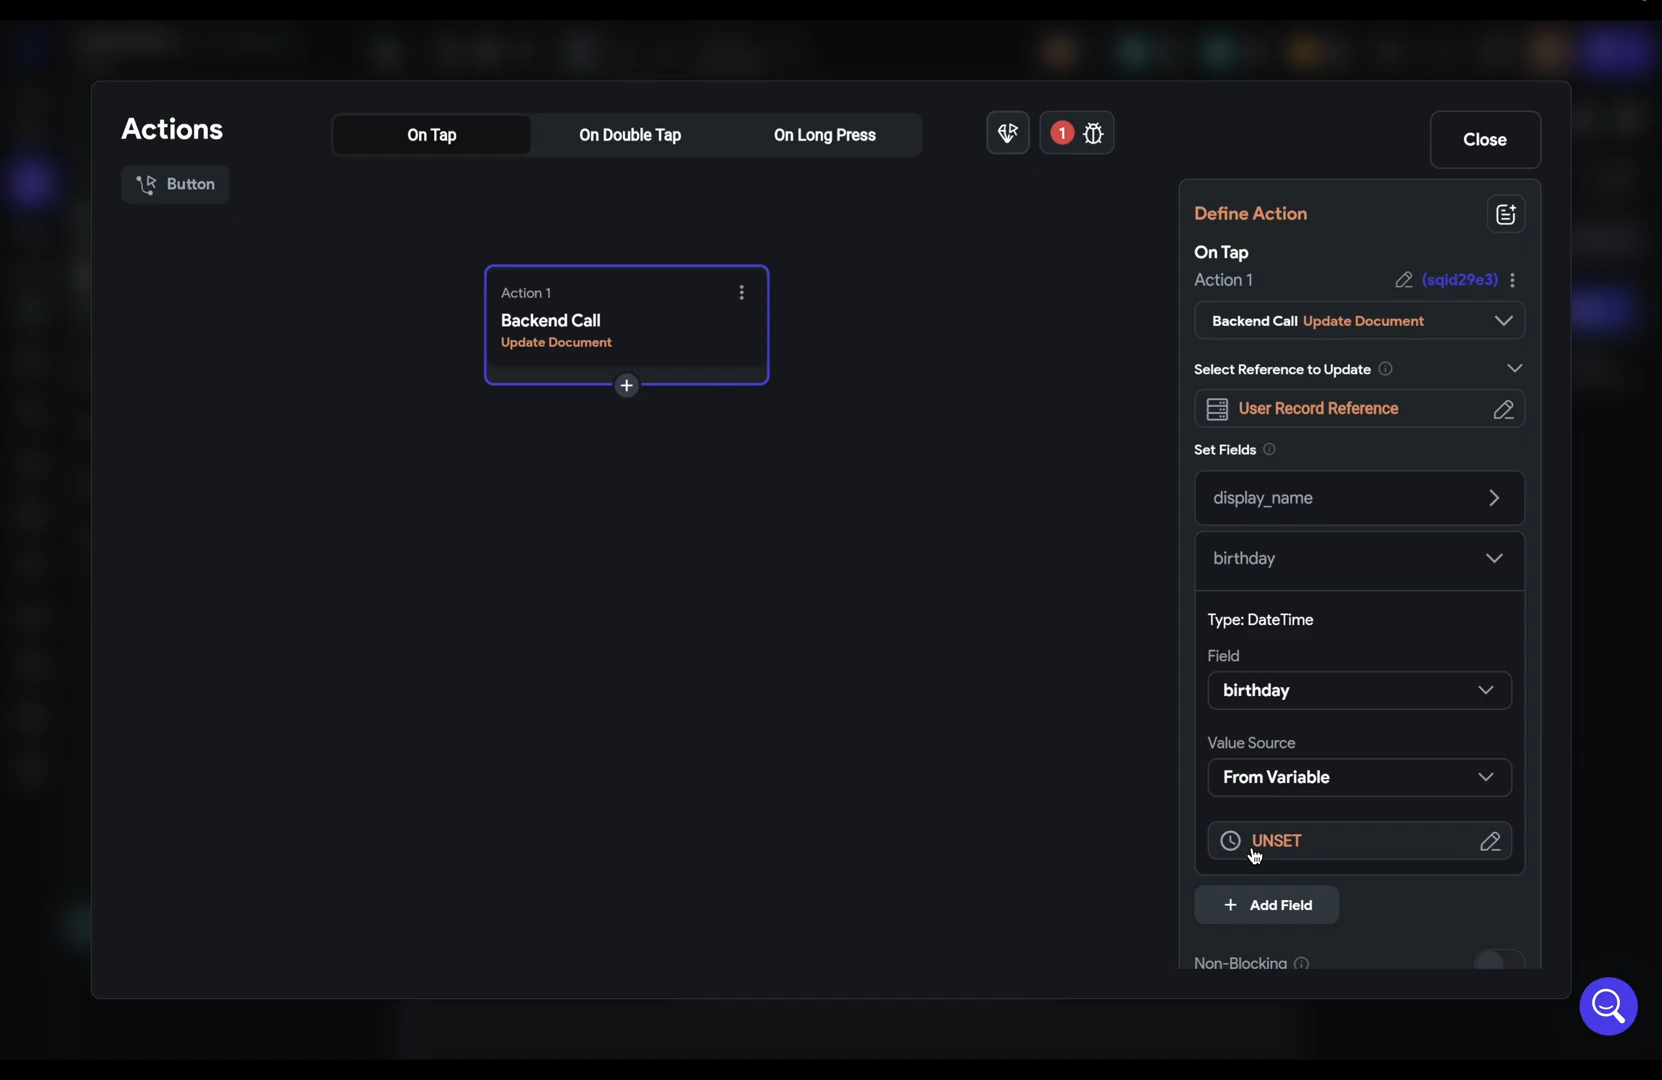 Actions
On Tap
On Double Tap
On Long Press
1
Close
Button
Action 1
Backend Call
Update Document
Define Action
On Tap
Action 1 (sqid29e3)
Backend Call Update Document
Select Reference to Update
User Record Reference
Set Fields
display_name
birthday
Type: DateTime
Field
birthday
Value Source
From Variable
UNSET
+ Add Field
Non-Blocking